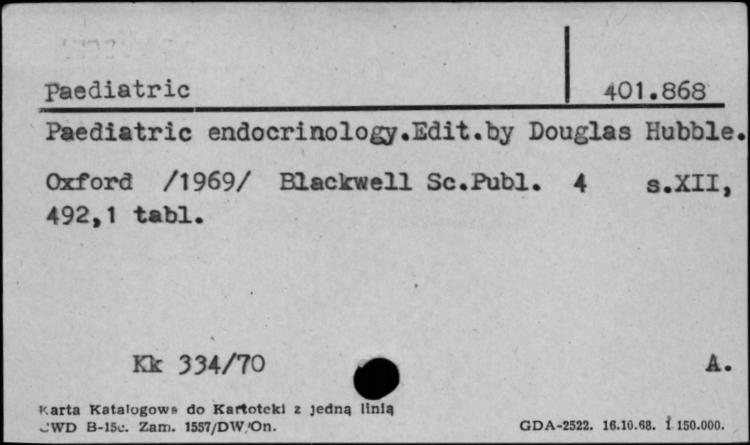 Paediatric 401.868
Paediatric endocrinology.Edit.by Douglas Hubble.
Oxford /1969/ Blackwell Sc.Publ. 4 s.XII,
492,1 tabl.
Kk 334/70 A.
Karta Katalogowa do Kartoteki z jedną linią
CWD B-15c. Zam. 1557/DW/On. GDA-2522. 16.10.68. 1 150.000.